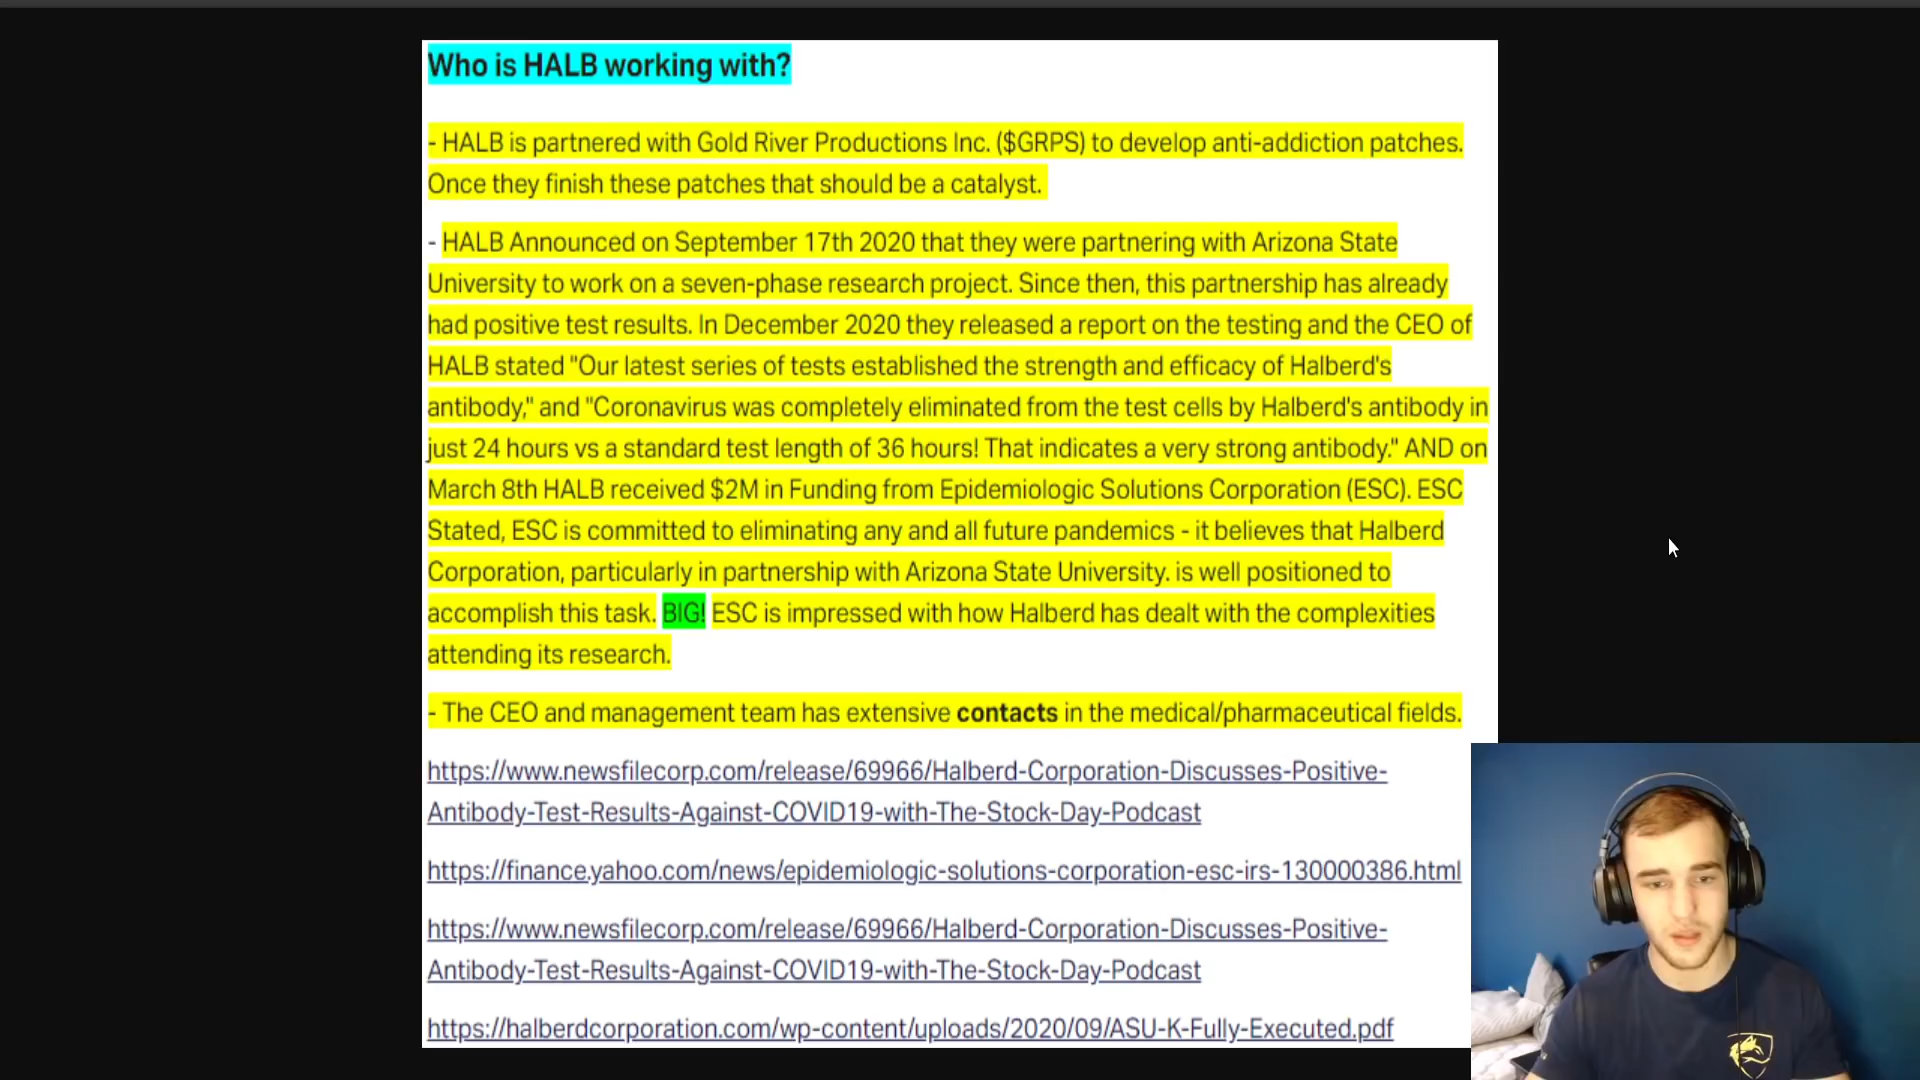 Who is HALB working with?
- HALB is partnered with Gold River Productions Inc. ($GRPS) to develop anti-addiction patches.
Once they finish these patches that should be a catalyst.
- HALB Announced on September 17th 2020 that they were partnering with Arizona State
University to work on a seven-phase research project. Since then, this partnership has already
had positive test results. In December 2020 they released a report on the testing and the CEO of
HALB stated "Our latest series of tests established the strength and efficacy of Halberd's
antibody," and "Coronavirus was completely eliminated from the test cells by Halberd's antibody in
just 24 hours vs a standard test length of 36 hours! That indicates a very strong antibody." AND on
March 8th HALB received $2M in Funding from Epidemiologic Solutions Corporation (ESC). ESC
Stated, ESC is committed to eliminating any and all future pandemics - it believes that Halberd
Corporation, particularly in partnership with Arizona State University. is well positioned to
accomplish this task. BIG! ESC is impressed with how Halberd has dealt with the complexities
attending its research.
- The CEO and management team has extensive contacts in the medical/pharmaceutical fields.
https://www.newsfilecorp.com/release/69966/Halberd-Corporation-Discusses-Positive-
Antibody-Test-Results-Against-COVID19-with-The-Stock-Day-Podcast
https://finance.yahoo.com/news/epidemiologic-solutions-corporation-esc-irs-130000386.html
https://www.newsfilecorp.com/release/69966/Halberd-Corporation-Discusses-Positive-
Antibody-Test-Results-Against-COVID19-with-The-Stock-Day-Podcast
https://halberdcorporation.com/wp-content/uploads/2020/09/ASU-K-Fully-Executed.pdf